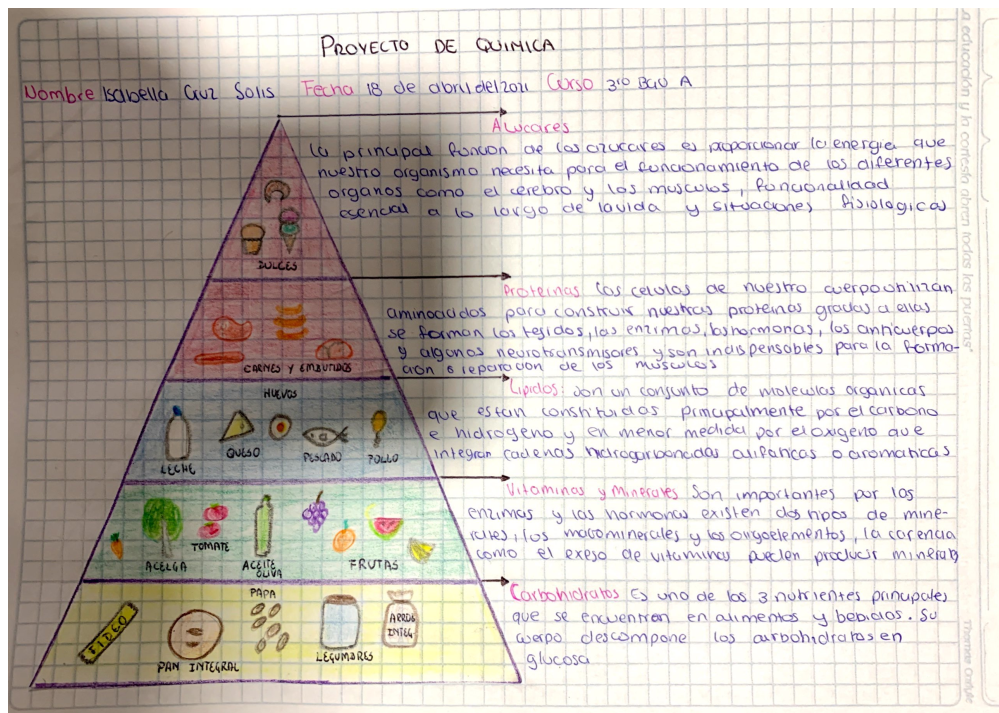 PROYECTO DE QUIMICA
Nombre Isabella Cruz Solis Fecha 18 de abril del 2021 Curso 3ro BGU A
Azucares
La principal funcion de los azucares es proporcionar la energia que
nuestro organismo necesita para el funcionamiento de los diferentes
organos como el cerebro y los musculos, funcionalidad
esencial a lo largo de la vida y situaciones fisiologicas
DULCES
Proteinas Las celulas de nuestro cuerpo utilizan
aminoacidos para construir nuestras proteinas gracias a ellas
se forman los tejidos, las enzimas, las hormonas, los anticuerpos
y algunos neurotransmisores y son indispensables para la forma-
cion o reparacion de los musculos
CARNES Y EMBUTIDOS
Lipidos: Son un conjunto de moleculas organicas
que estan constituidas principalmente por el carbono
e hidrogeno y en menor medida por el oxigeno que
integran cadenas hidrogarbonadas alifaticas o aromaticas
HUEVOS
LECHE QUESO PESCADO POLLO
Vitaminas y Minerales Son importantes por las
enzimas y las hormonas existen dos tipos de mine-
rales, los macominerales y los oligoelementos, la carencia
como el exeso de vitaminas pueden producir minerals
TOMATE
ACELGA ACEITE OLIVA FRUTAS
Carbohidratos Es uno de los 3 nutrientes principales
que se encuentran en alimentos y bebidas. Su
cuerpo descompone los carbohidratos en
glucosa
PAPA
FIDEO
ARROS
INTEG.
PAN INTEGRAL LEGUMBRES
a educación y la cortesía abren todas las puertas"
Thomas Carlyle